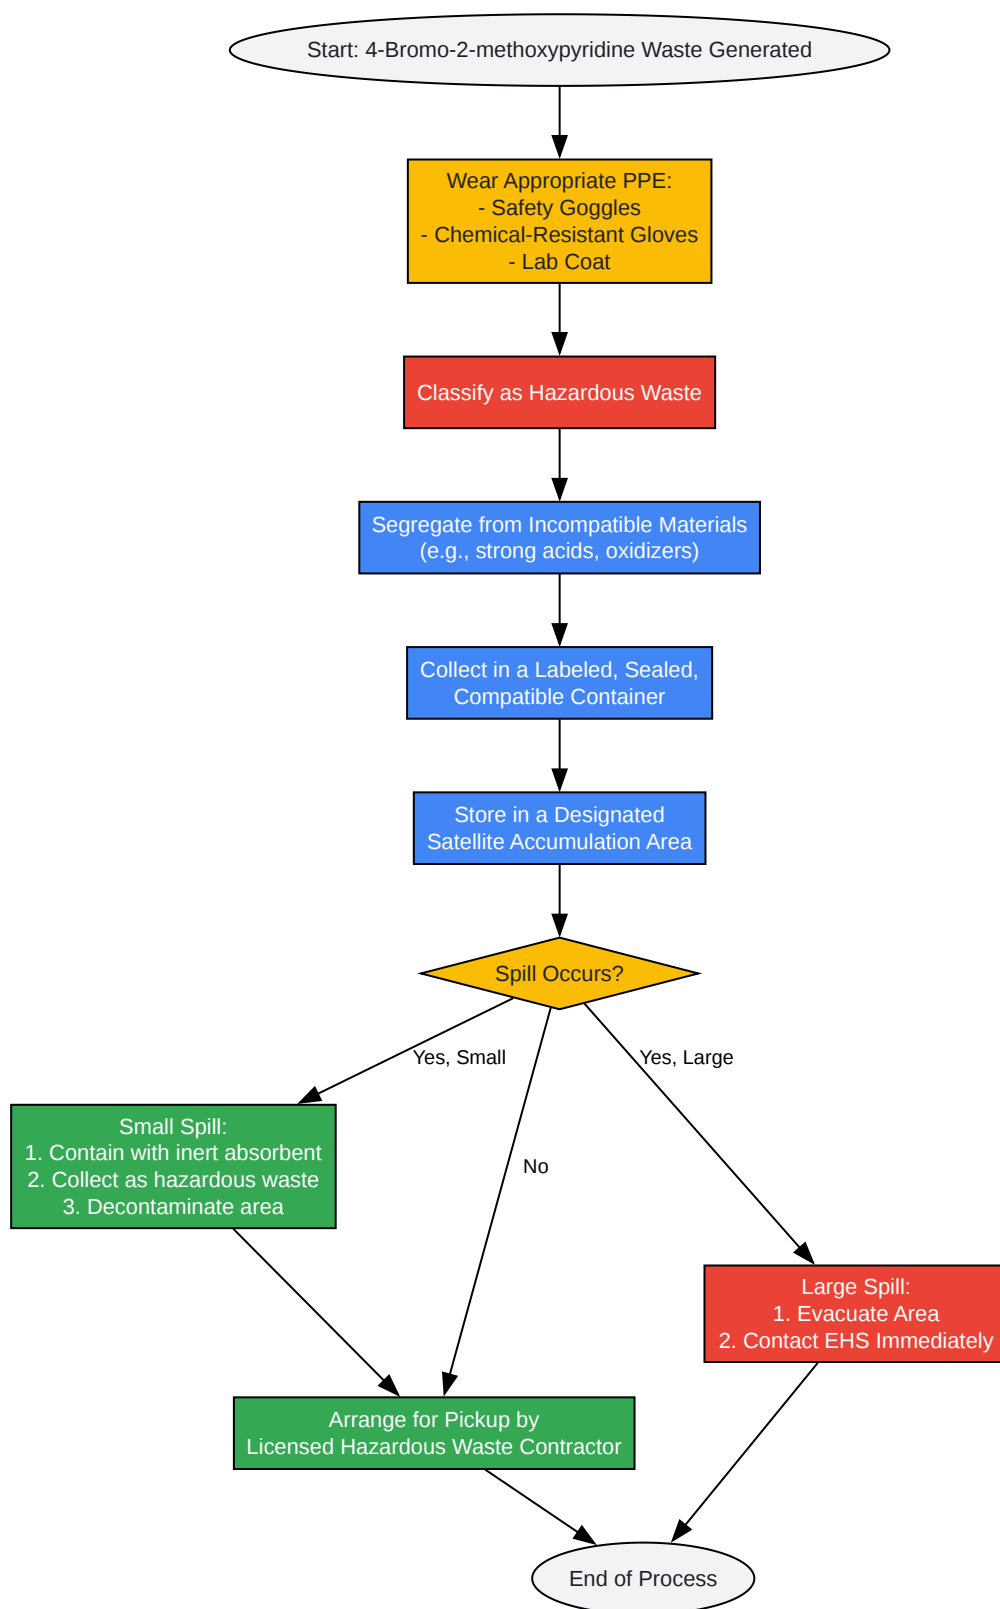 Start: 4-Bromo-2-methoxypyridine Waste Generated
Wear Appropriate PPE:
- Safety Goggles
- Chemical-Resistant Gloves
- Lab Coat
Classify as Hazardous Waste
Segregate from Incompatible Materials
(e.g., strong acids, oxidizers)
Collect in a Labeled, Sealed,
Compatible Container
Store in a Designated
Satellite Accumulation Area
Spill Occurs?
Yes, Small
Yes, Large
No
Small Spill:
1. Contain with inert absorbent
2. Collect as hazardous waste
3. Decontaminate area
Large Spill:
1. Evacuate Area
2. Contact EHS Immediately
Arrange for Pickup by
Licensed Hazardous Waste Contractor
End of Process